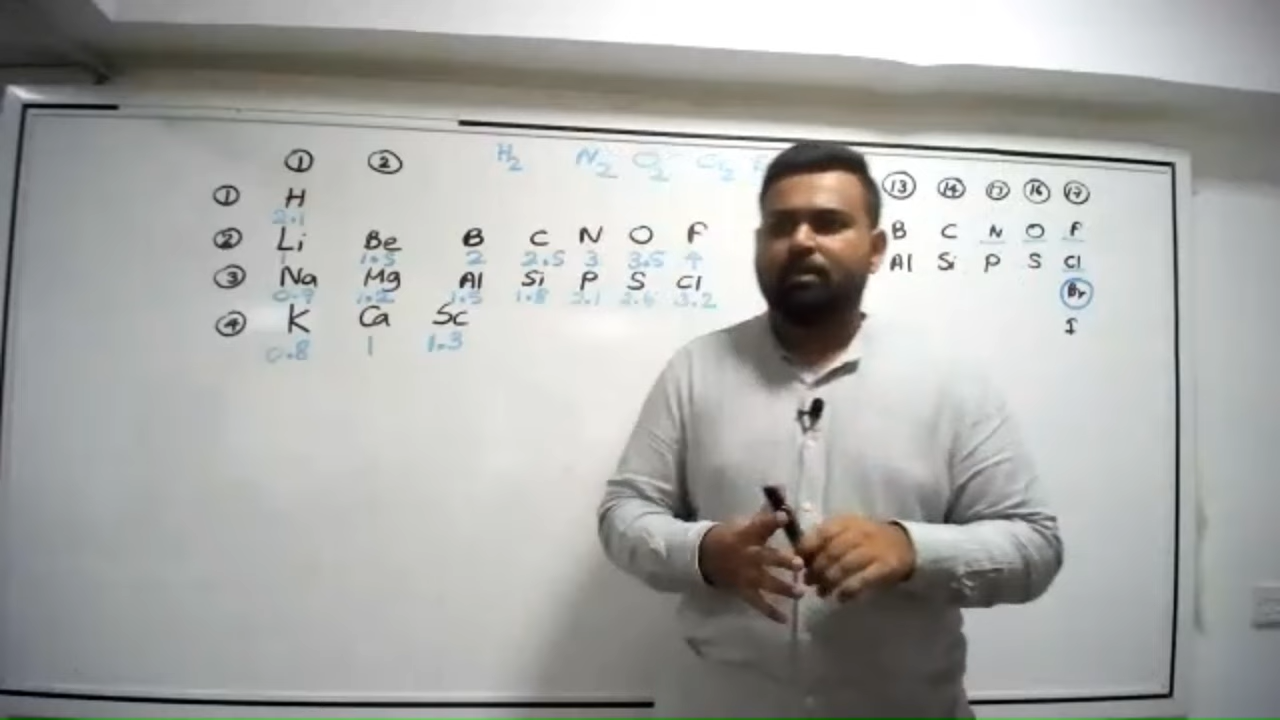 ① ② H₂ N₂ O₂ ⑬ ⑭ ⑰ ⑯ ⑰
① H
2.1
② Li Be B C N O F B C N O F
1 1.5 2 2.5 3 3.5 4
③ Na Mg Al Si P S Cl Al Si P S Cl
0.9 1.2 1.5 1.8 2.1 2.6 3.2
Br
④ K Ca Sc I
0.8 1 1.3